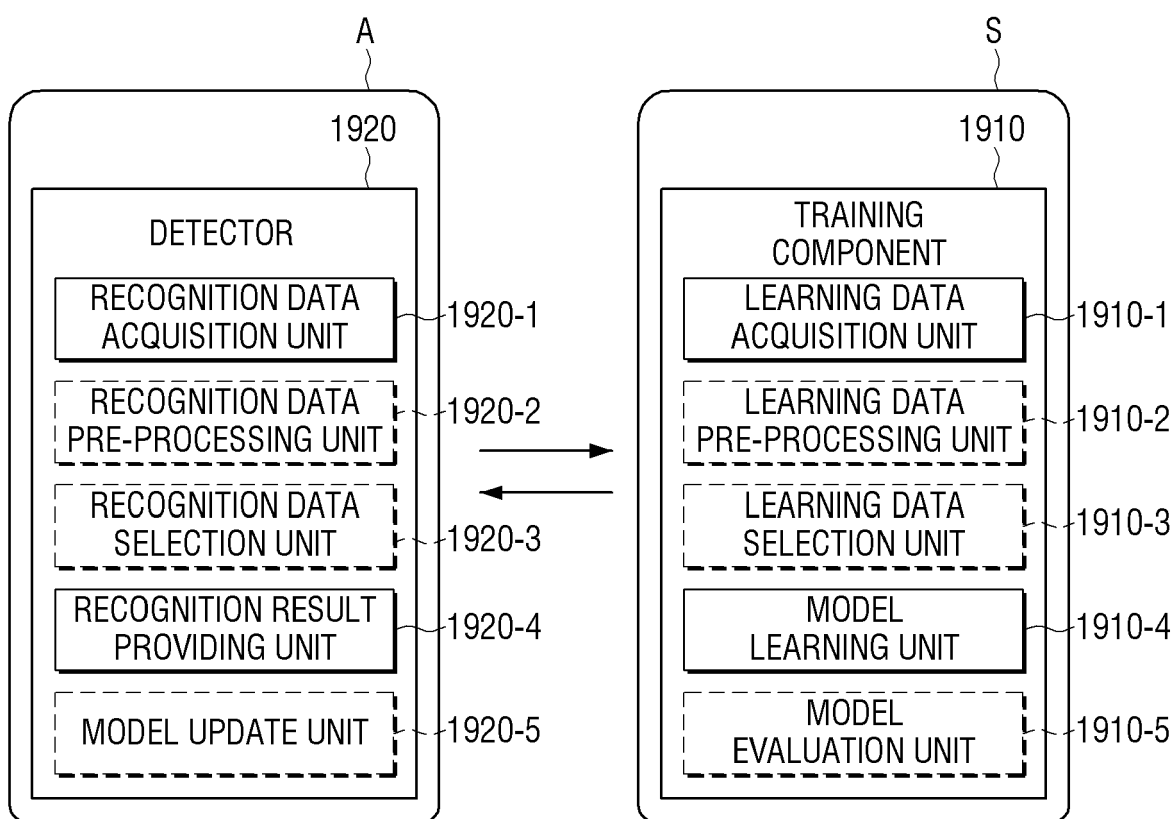 A
1920
DETECTOR
RECOGNITION DATA
ACQUISITION UNIT
1920-1
RECOGNITION DATA
PRE-PROCESSING UNIT
1920-2
RECOGNITION DATA
SELECTION UNIT
1920-3
RECOGNITION RESULT
PROVIDING UNIT
1920-4
MODEL UPDATE UNIT
1920-5
S
1910
TRAINING
COMPONENT
LEARNING DATA
ACQUISITION UNIT
1910-1
LEARNING DATA
PRE-PROCESSING UNIT
1910-2
LEARNING DATA
SELECTION UNIT
1910-3
MODEL
LEARNING UNIT
1910-4
MODEL
EVALUATION UNIT
1910-5